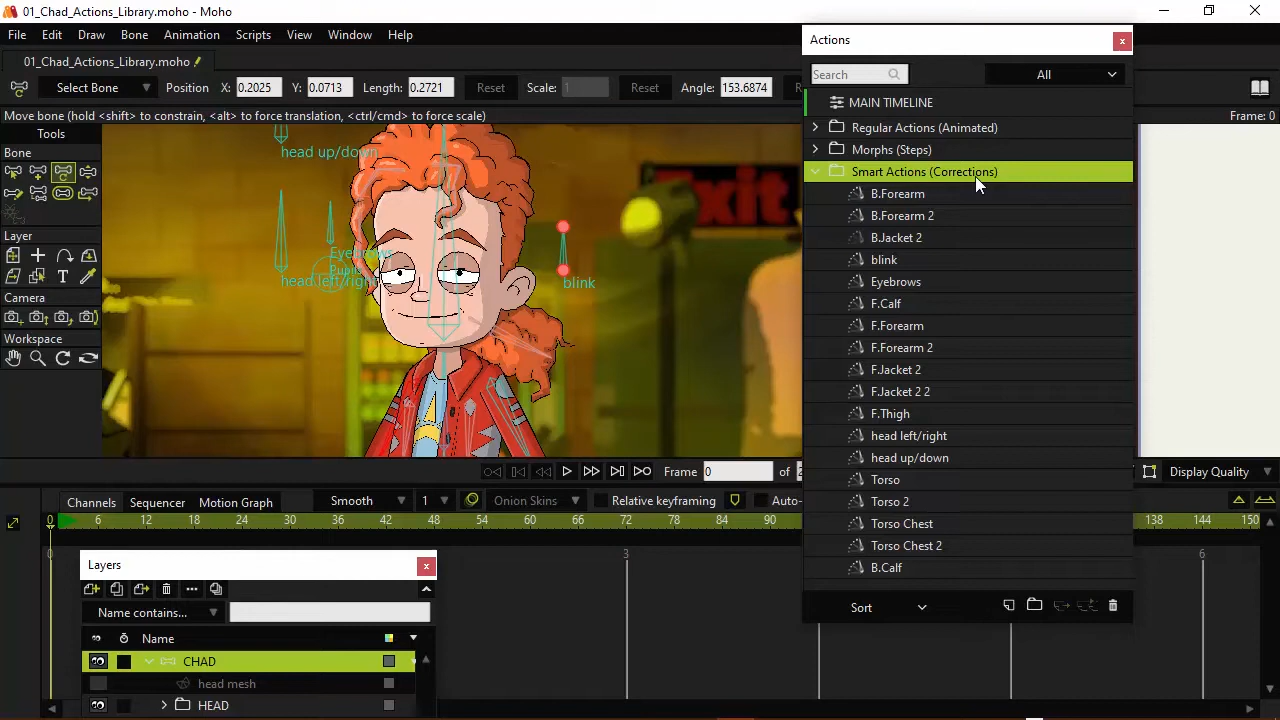 01_Chad_Actions_Library.moho - Moho
File Edit Draw Bone Animation Scripts View Window Help
01_Chad_Actions_Library.moho
Select Bone Position X: 0.2025 Y: 0.0713 Length: 0.2721 Reset Scale: 1 Reset Angle: 153.6874
Move bone (hold <shift> to constrain, <alt> to force translation, <ctrl/cmd> to force scale)
Frame: 0
Tools
Bone
Layer
Camera
Workspace
head up/down
Eyebrows
head left/right
blink
Exit
Actions
Search All
MAIN TIMELINE
Regular Actions (Animated)
Morphs (Steps)
Smart Actions (Corrections)
B.Forearm
B.Forearm 2
B.Jacket 2
blink
Eyebrows
F.Calf
F.Forearm
F.Forearm 2
F.Jacket 2
F.Jacket 2 2
F.Thigh
head left/right
head up/down
Torso
Torso 2
Torso Chest
Torso Chest 2
B.Calf
Sort
Frame 0 of
Display Quality
Channels Sequencer Motion Graph Smooth 1 Onion Skins Relative keyframing
0 6 12 18 24 30 36 42 48 54 60 66 72 78 84 90 138 144 150
0 3 6
Layers
Name contains...
Name
CHAD
head mesh
HEAD